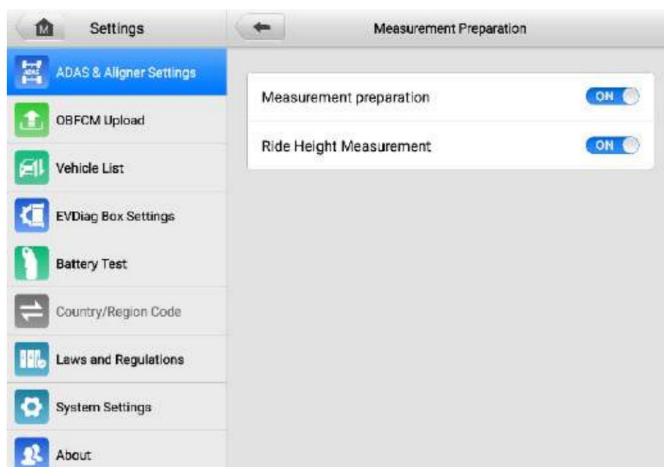 M
Settings
Measurement Preparation
ADAS
ADAS & Aligner Settings
OBFCM Upload
Vehicle List
EVDiag Box Settings
Battery Test
Country/Region Code
Laws and Regulations
System Settings
About
Measurement preparation ON
Ride Height Measurement ON